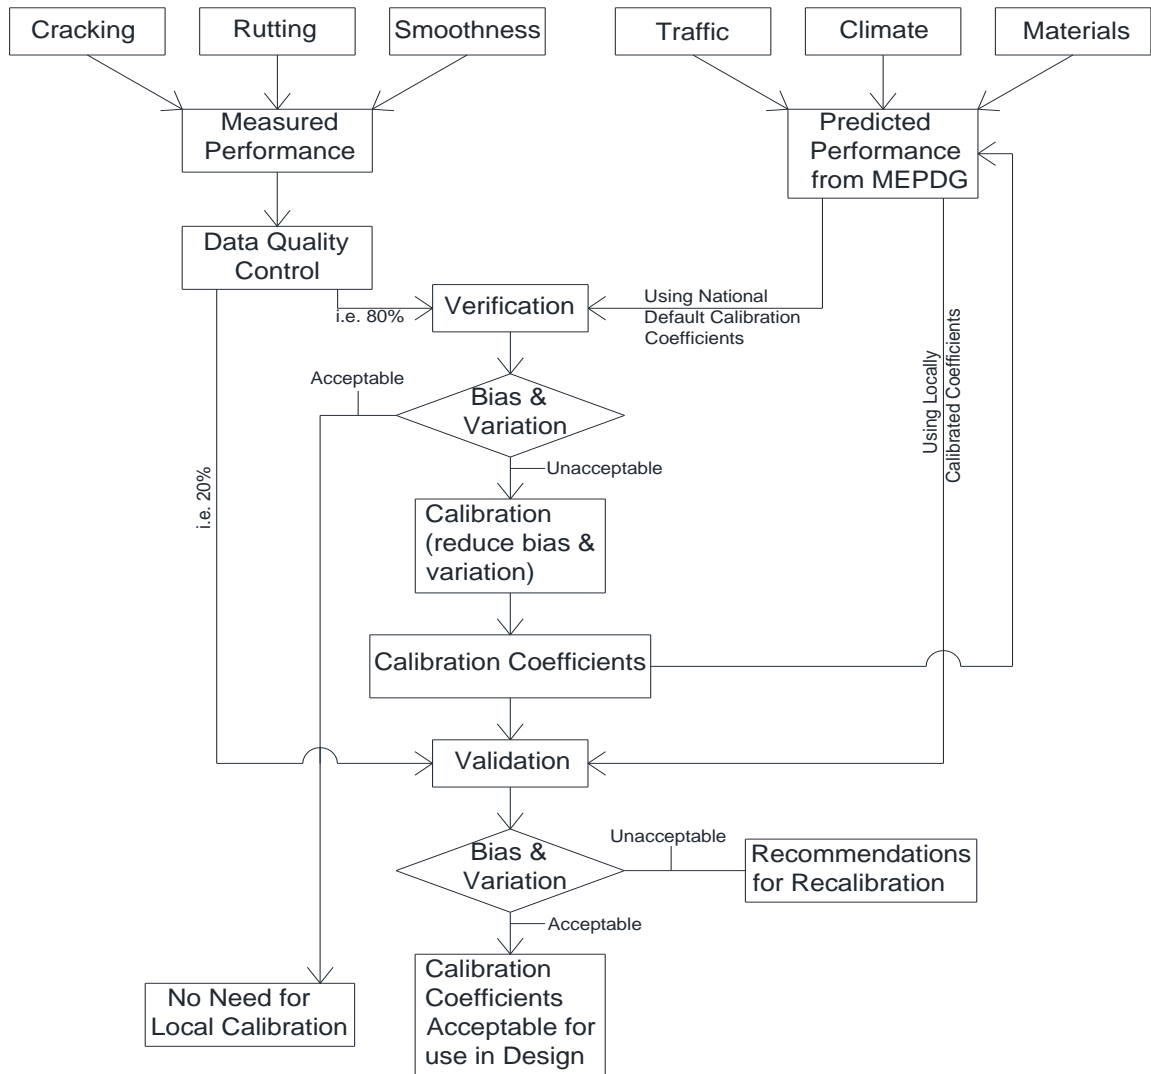 Cracking
Rutting
Smoothness
Traffic
Climate
Materials
Measured
Performance
Predicted
Performance
from MEPDG
Data Quality
Control
i.e. 80%
Verification
Using National
Default Calibration
Coefficients
Acceptable
Bias &
Variation
Using Locally
Calibrated Coefficients
Unacceptable
i.e. 20%
Calibration
(reduce bias &
variation)
Calibration Coefficients
Validation
Bias &
Variation
Unacceptable
Recommendations
for Recalibration
Acceptable
No Need for
Local Calibration
Calibration
Coefficients
Acceptable for
use in Design